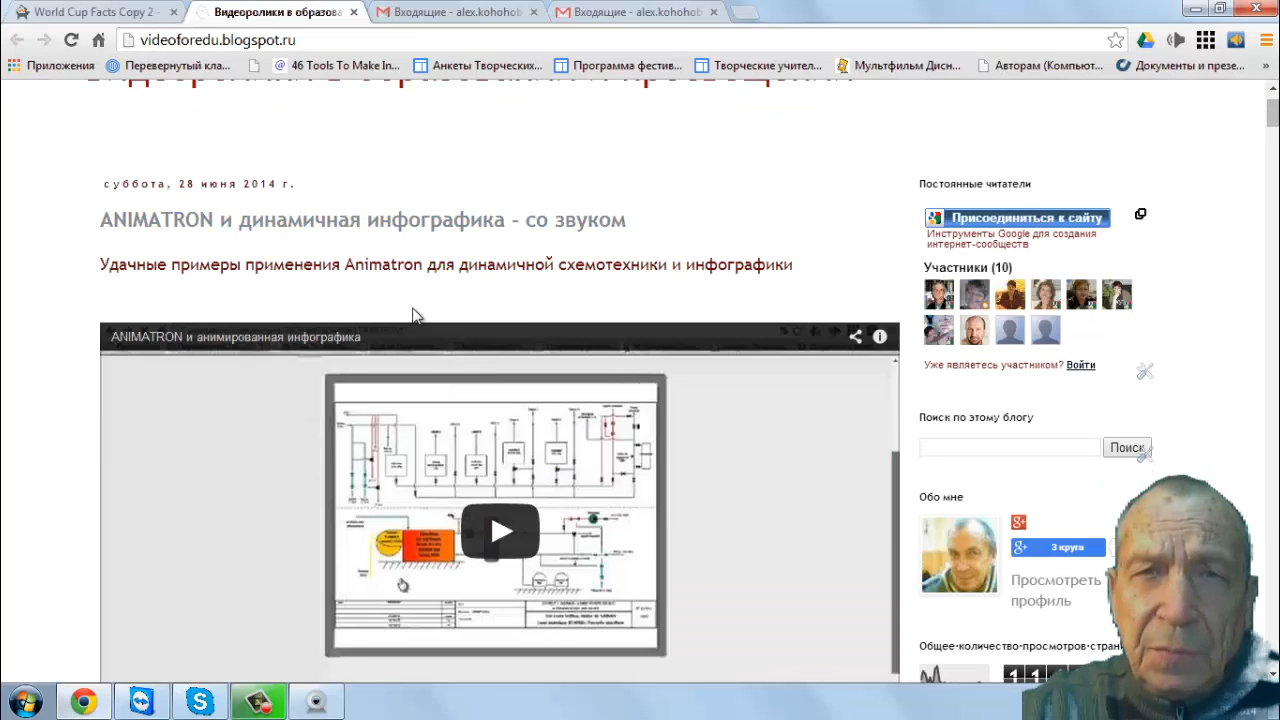 World Cup Facts Copy 2 -
Видеоролики в образова
Входящие - alex.kohohob
Входящие - alex.kohohob
videoforedu.blogspot.ru
Приложения
Перевернутый кла...
46 Tools To Make In...
Анкеты Творческих...
Программа фестив...
Творческие учител...
Мультфильм Дисн...
Авторам (Компьют...
Документы и презе...
»
суббота, 28 июня 2014 г.
ANIMATRON и динамичная инфографика - со звуком
Удачные примеры применения Animatron для динамичной схемотехники и инфографики
ANIMATRON и анимированная инфографика
Постоянные читатели
Присоединиться к сайту
Инструменты Google для создания
интернет-сообществ
Участники (10)
Уже являетесь участником? Войти
Поиск по этому блогу
Поиск
Обо мне
3 круга
Просмотреть
профиль
Общее количество просмотров стран